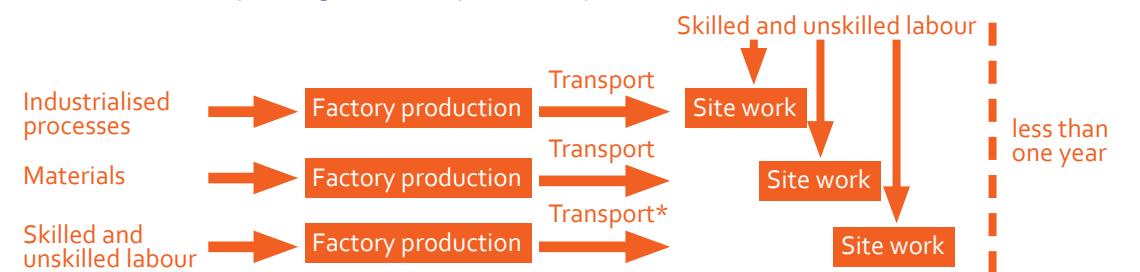 Skilled and unskilled labour
Industrialised
processes
Factory production
Transport
Site work
less than
one year
Materials
Factory production
Transport
Site work
Skilled and
unskilled labour
Factory production
Transport*
Site work